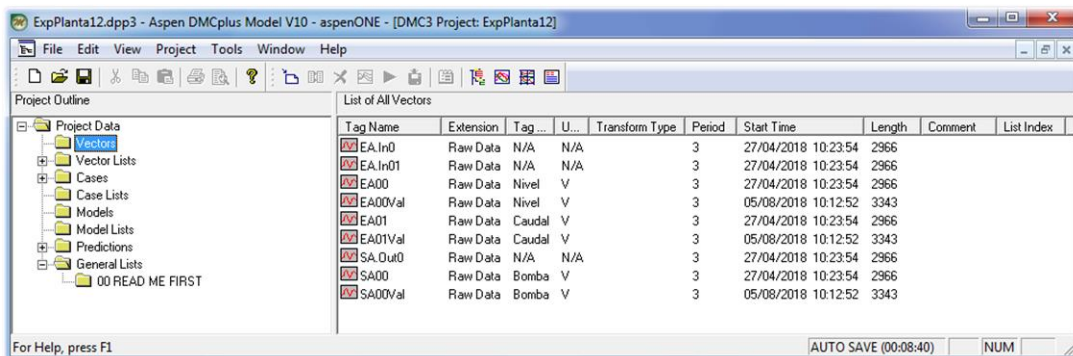 ExpPlanta12.dpp3 - Aspen DMCplus Model V10 - aspenONE - [DMC3 Project: ExpPlanta12]
File Edit View Project Tools Window Help
Project Outline
List of All Vectors
Project Data
Vectors
Vector Lists
Cases
Case Lists
Models
Model Lists
Predictions
General Lists
00 READ ME FIRST
Tag Name Extension Tag ... U... Transform Type Period Start Time Length Comment List Index
EA.In0 Raw Data N/A N/A 3 27/04/2018 10:23:54 2966
EA.In01 Raw Data N/A N/A 3 27/04/2018 10:23:54 2966
EA00 Raw Data Nivel V 3 27/04/2018 10:23:54 2966
EA00Val Raw Data Nivel V 3 05/08/2018 10:12:52 3343
EA01 Raw Data Caudal V 3 27/04/2018 10:23:54 2966
EA01Val Raw Data Caudal V 3 05/08/2018 10:12:52 3343
SA.Out0 Raw Data N/A N/A 3 27/04/2018 10:23:54 2966
SA00 Raw Data Bomba V 3 27/04/2018 10:23:54 2966
SA00Val Raw Data Bomba V 3 05/08/2018 10:12:52 3343
For Help, press F1 AUTO SAVE (00:08:40) NUM